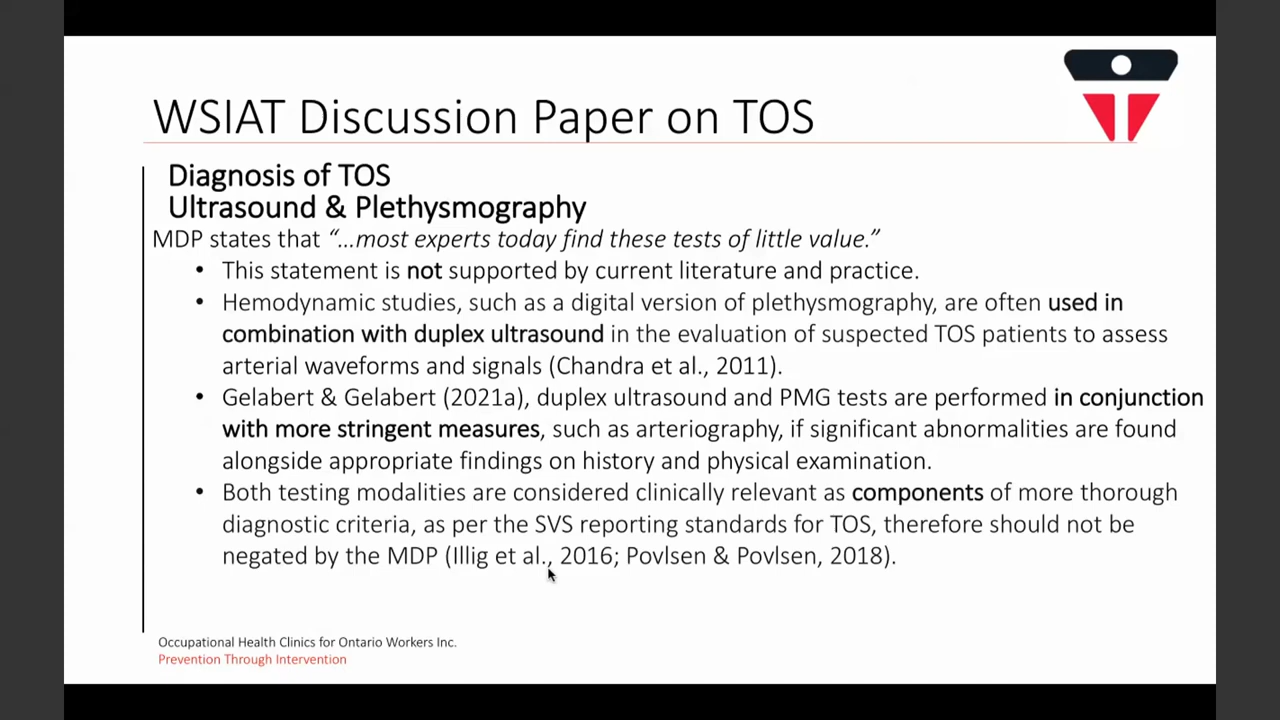 WSIAT Discussion Paper on TOS
Diagnosis of TOS
Ultrasound & Plethysmography
MDP states that “…most experts today find these tests of little value.”
• This statement is not supported by current literature and practice.
• Hemodynamic studies, such as a digital version of plethysmography, are often used in
combination with duplex ultrasound in the evaluation of suspected TOS patients to assess
arterial waveforms and signals (Chandra et al., 2011).
• Gelabert & Gelabert (2021a), duplex ultrasound and PMG tests are performed in conjunction
with more stringent measures, such as arteriography, if significant abnormalities are found
alongside appropriate findings on history and physical examination.
• Both testing modalities are considered clinically relevant as components of more thorough
diagnostic criteria, as per the SVS reporting standards for TOS, therefore should not be
negated by the MDP (Illig et al., 2016; Povlsen & Povlsen, 2018).
Occupational Health Clinics for Ontario Workers Inc.
Prevention Through Intervention